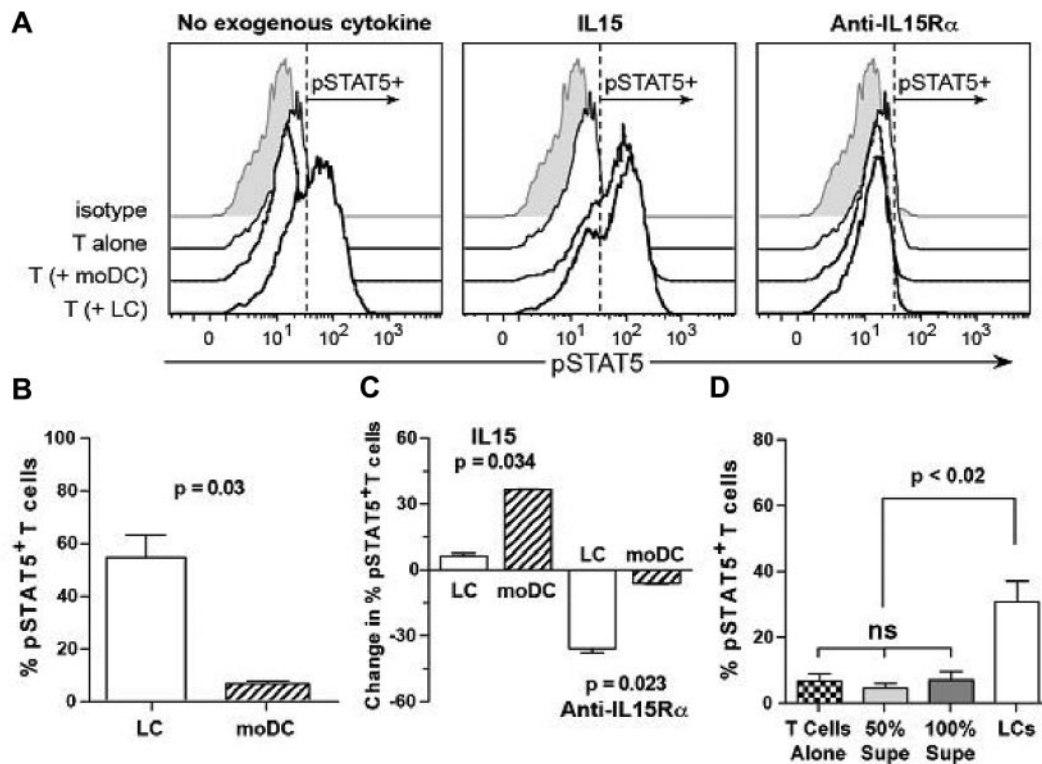 A
No exogenous cytokine
IL15
Anti-IL15Rα
pSTAT5+
pSTAT5+
pSTAT5+
isotype
T alone
T (+ moDC)
T (+ LC)
0 10¹ 10² 10³
0 10¹ 10² 10³
0 10¹ 10² 10³
pSTAT5
B
% pSTAT5⁺ T cells
100
80
60
40
20
0
p = 0.03
LC
moDC
C
Change in % pSTAT5⁺T cells
60
30
0
-30
-60
IL15
p = 0.034
LC
moDC
LC
moDC
p = 0.023
Anti-IL15Rα
D
% pSTAT5⁺ T cells
80
60
40
20
0
p < 0.02
ns
T Cells
Alone
50%
Supe
100%
Supe
LCs